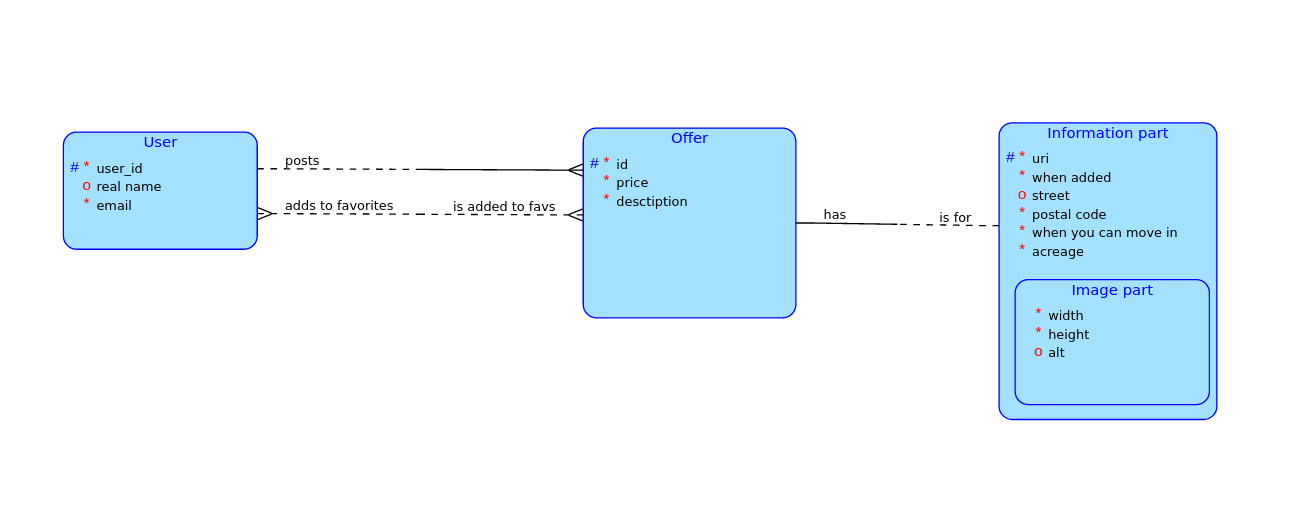 User
# * user_id
o real name
* email
posts
adds to favorites
is added to favs
Offer
# * id
* price
* desctiption
has
is for
Information part
# * uri
* when added
o street
* postal code
* when you can move in
* acreage
Image part
* width
* height
o alt